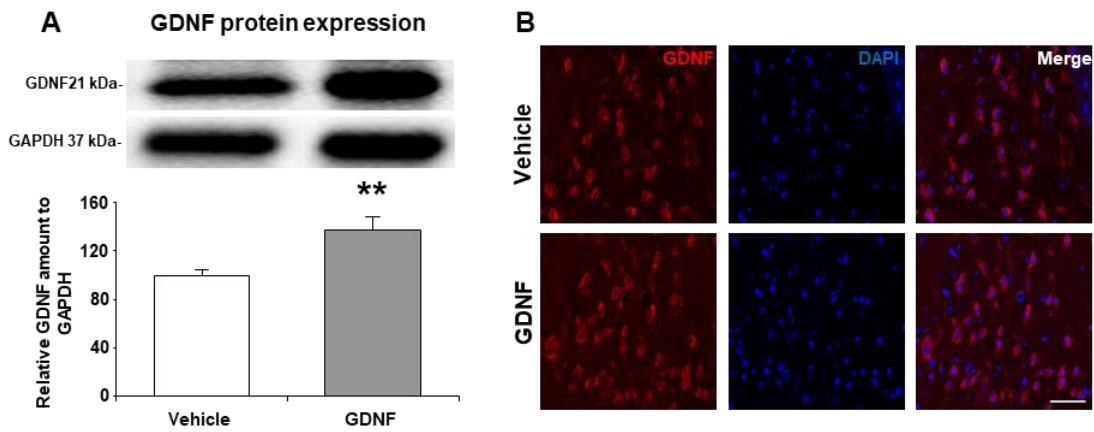 A
GDNF protein expression
GDNF21 kDa-
GAPDH 37 kDa-
**
Relative GDNF amount to
GAPDH
160
120
80
40
0
Vehicle
GDNF
B
GDNF
DAPI
Merge
Vehicle
GDNF